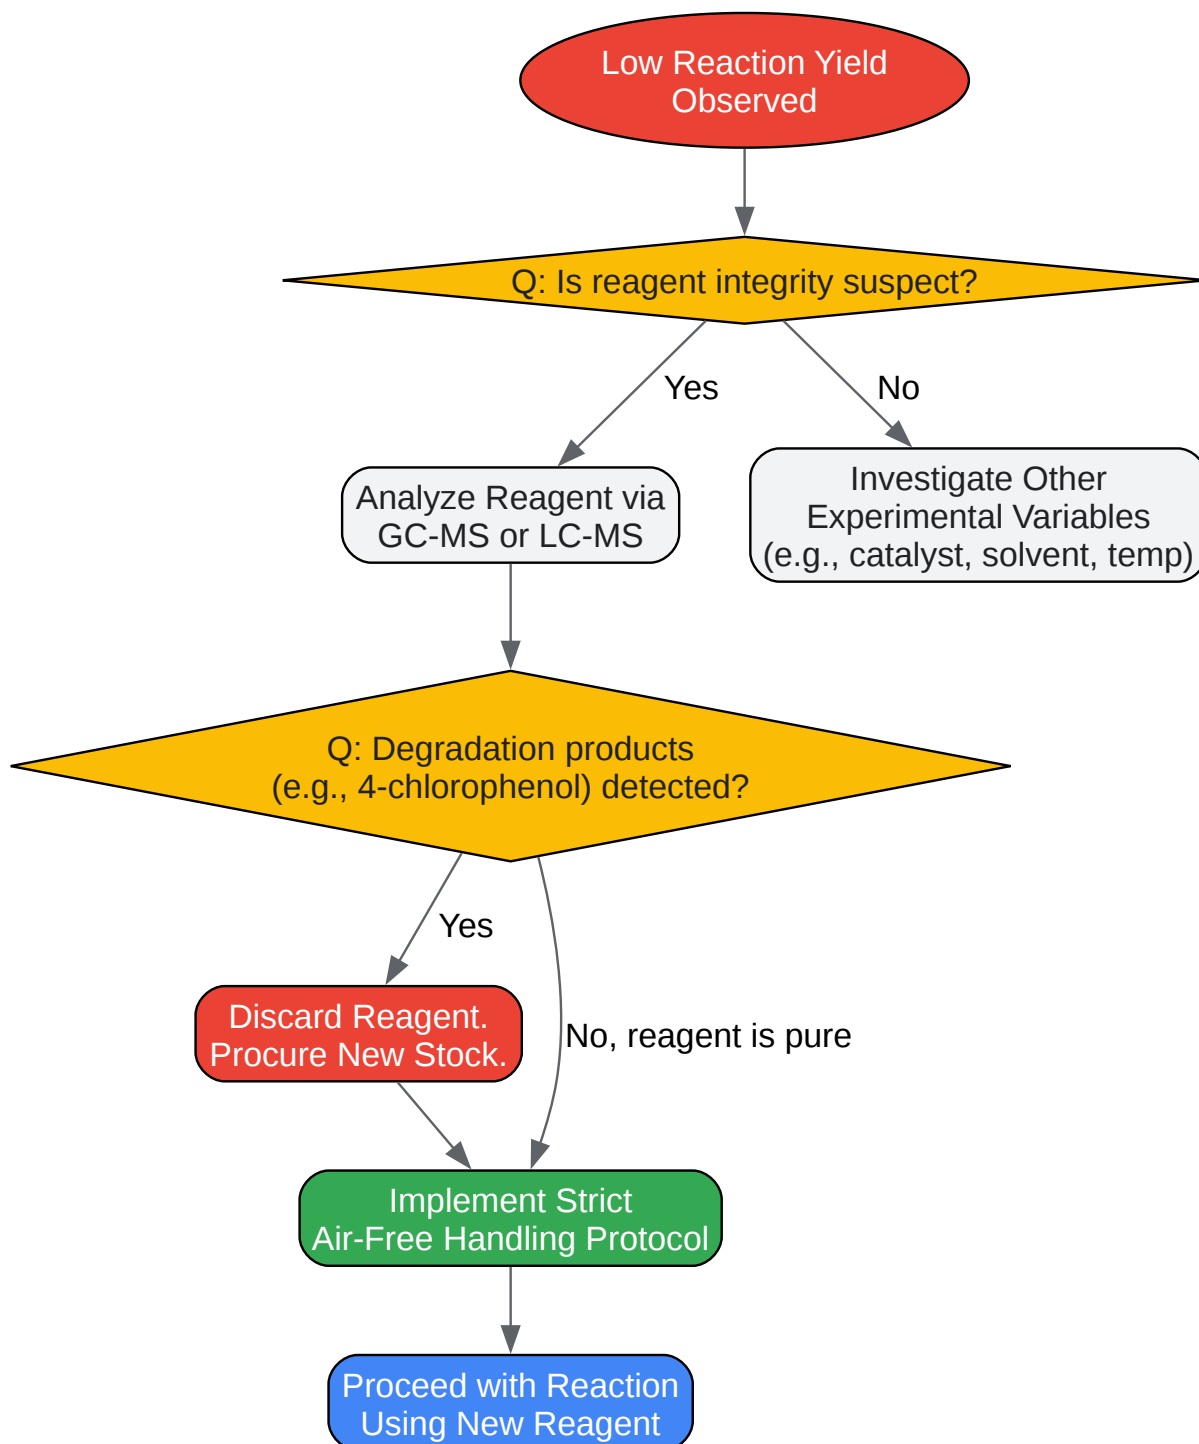 Low Reaction Yield
Observed
Q: Is reagent integrity suspect?
Yes
No
Analyze Reagent via
GC-MS or LC-MS
Investigate Other
Experimental Variables
(e.g., catalyst, solvent, temp)
Q: Degradation products
(e.g., 4-chlorophenol) detected?
Yes
No, reagent is pure
Discard Reagent.
Procure New Stock.
Implement Strict
Air-Free Handling Protocol
Proceed with Reaction
Using New Reagent